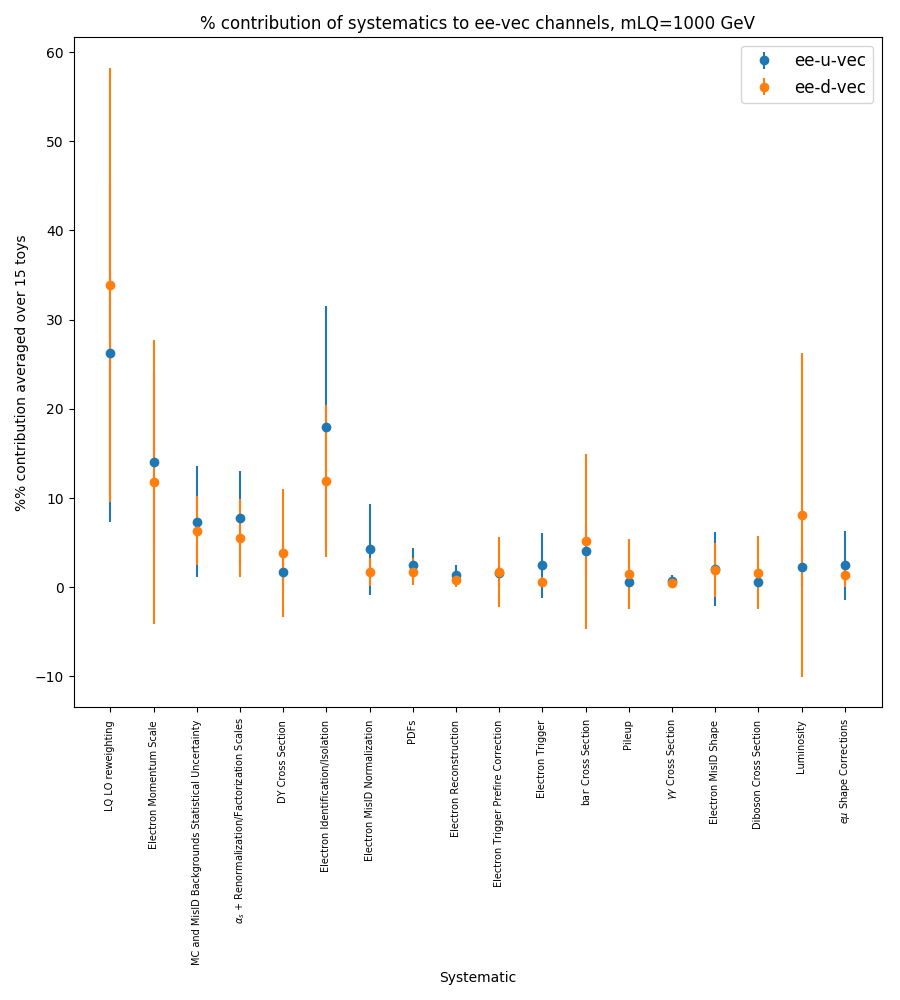 % contribution of systematics to ee-vec channels, mLQ=1000 GeV
ee-u-vec
ee-d-vec
%% contribution averaged over 15 toys
60
50
40
30
20
10
0
−10
LQ LO reweighting
Electron Momentum Scale
MC and MisID Backgrounds Statistical Uncertainty
αs + Renormalization/Factorization Scales
DY Cross Section
Electron Identification/Isolation
Electron MisID Normalization
PDFs
Electron Reconstruction
Electron Trigger Prefire Correction
Electron Trigger
bar Cross Section
Pileup
γγ Cross Section
Electron MisID Shape
Diboson Cross Section
Luminosity
eμ Shape Corrections
Systematic